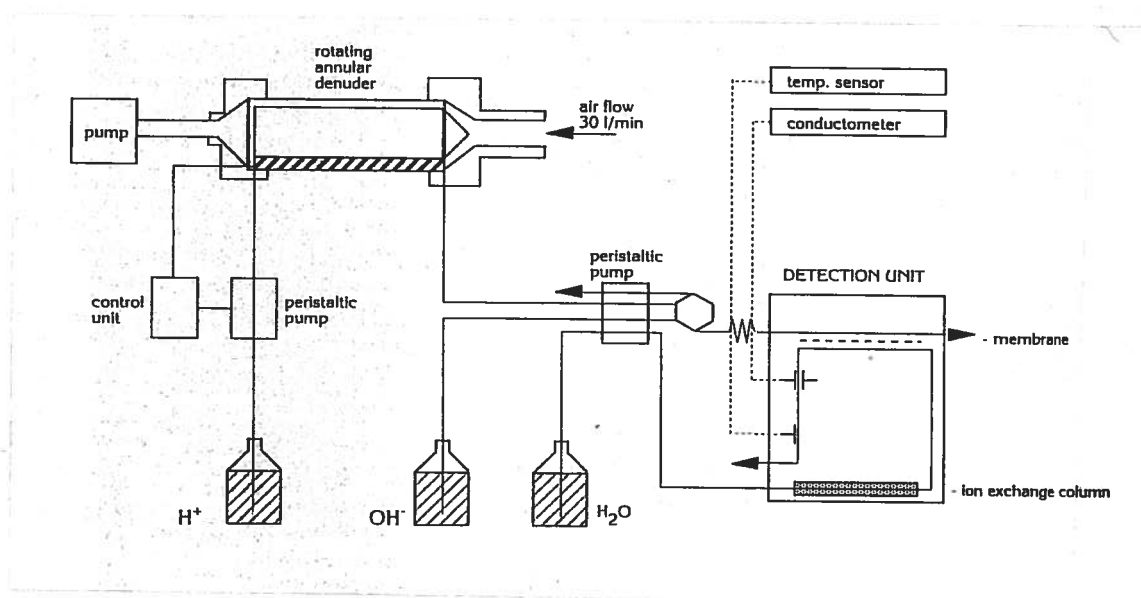 rotating
annular
denuder
temp. sensor
pump
air flow
30 l/min
conductometer
peristaltic
pump
DETECTION UNIT
control
unit
peristaltic
pump
- membrane
- ion exchange column
H⁺
OH⁻
H₂O